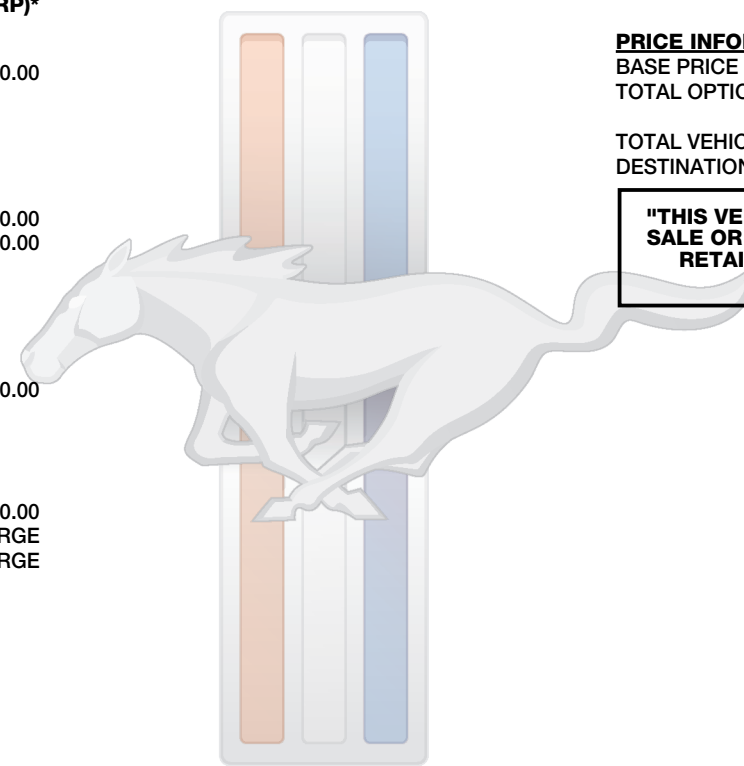 RP)*
0.00
0.00
0.00
0.00
0.00
RGE
RGE
PRICE INFO
BASE PRICE
TOTAL OPTIO
TOTAL VEHIC
DESTINATION
"THIS VE
SALE OR
RETAI